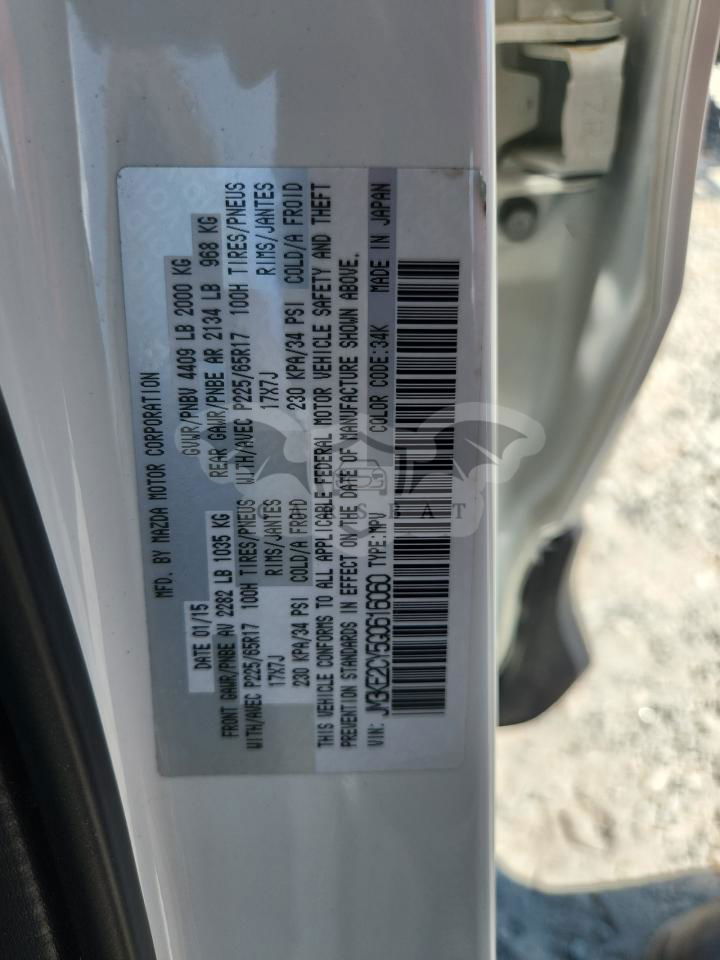 MFD. BY MAZDA MOTOR CORPORATION
DATE 01/15 GVWR/PNBV 4409 LB 2000 KG
FRONT GAWR/PNBE AV 2282 LB 1035 KG REAR GAWR/PNBE AR 2134 LB 968 KG
WITH/AVEC P225/65R17 100H TIRES/PNEUS WITH/AVEC P225/65R17 100H TIRES/PNEUS
17X7J RIMS/JANTES 17X7J RIMS/JANTES
230 KPA/34 PSI COLD/A FROID 230 KPA/34 PSI COLD/A FROID
THIS VEHICLE CONFORMS TO ALL APPLICABLE FEDERAL MOTOR VEHICLE SAFETY AND THEFT
PREVENTION STANDARDS IN EFFECT ON THE DATE OF MANUFACTURE SHOWN ABOVE.
VIN: JM3KE2CY5G0616060 TYPE:MPV COLOR CODE:34K MADE IN JAPAN